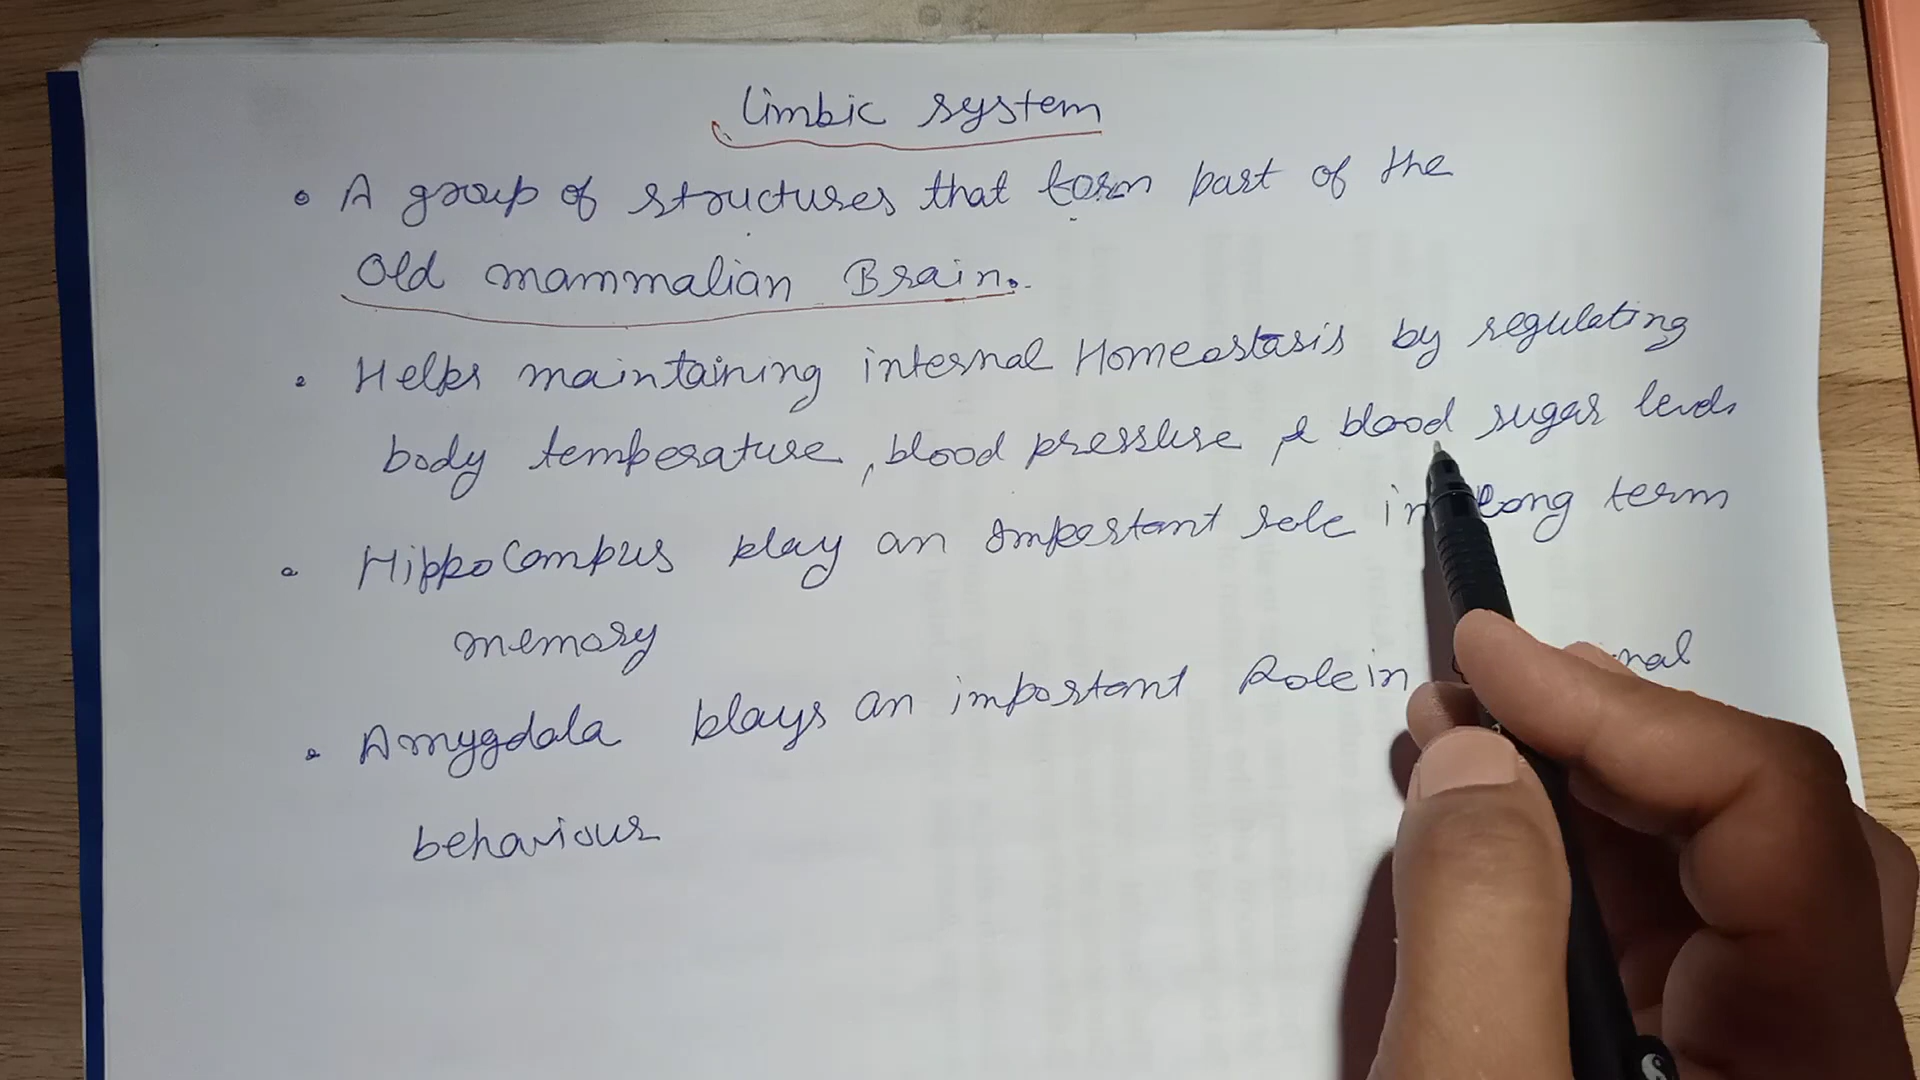 Limbic system
• A group of structures that form part of the
Old mammalian Brain.
• Helps maintaining internal Homeostasis by regulating
body temperature, blood pressure & blood sugar levels
• Hippocampus play an important role in long term
memory
• Amygdala plays an important Role in
behaviour